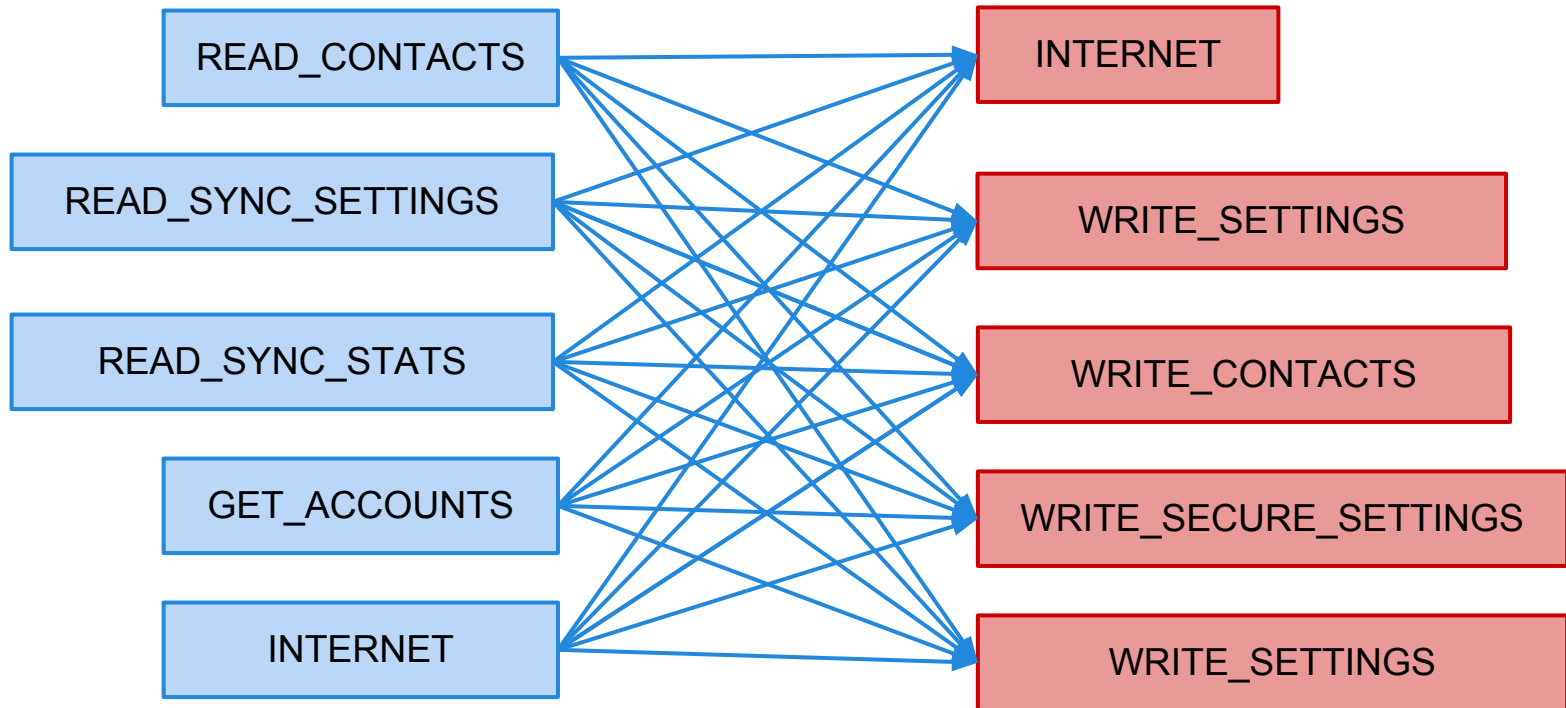 READ_CONTACTS
INTERNET
READ_SYNC_SETTINGS
WRITE_SETTINGS
READ_SYNC_STATS
WRITE_CONTACTS
GET_ACCOUNTS
WRITE_SECURE_SETTINGS
INTERNET
WRITE_SETTINGS